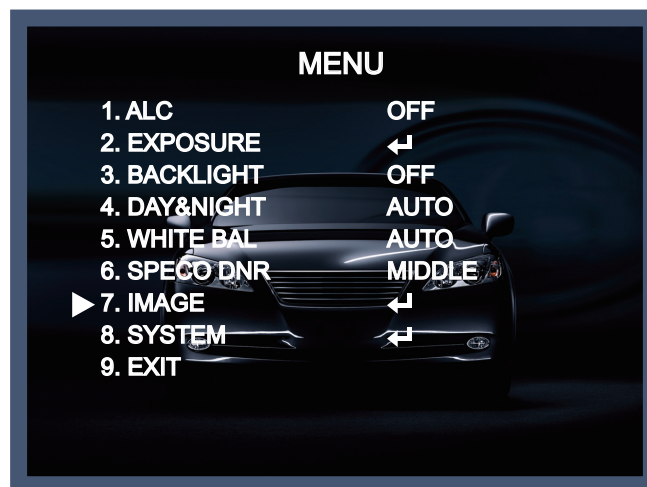 MENU
1. ALC OFF
2. EXPOSURE ↵
3. BACKLIGHT OFF
4. DAY&NIGHT AUTO
5. WHITE BAL AUTO
6. SPECO DNR MIDDLE
▶ 7. IMAGE ↵
8. SYSTEM ↵
9. EXIT